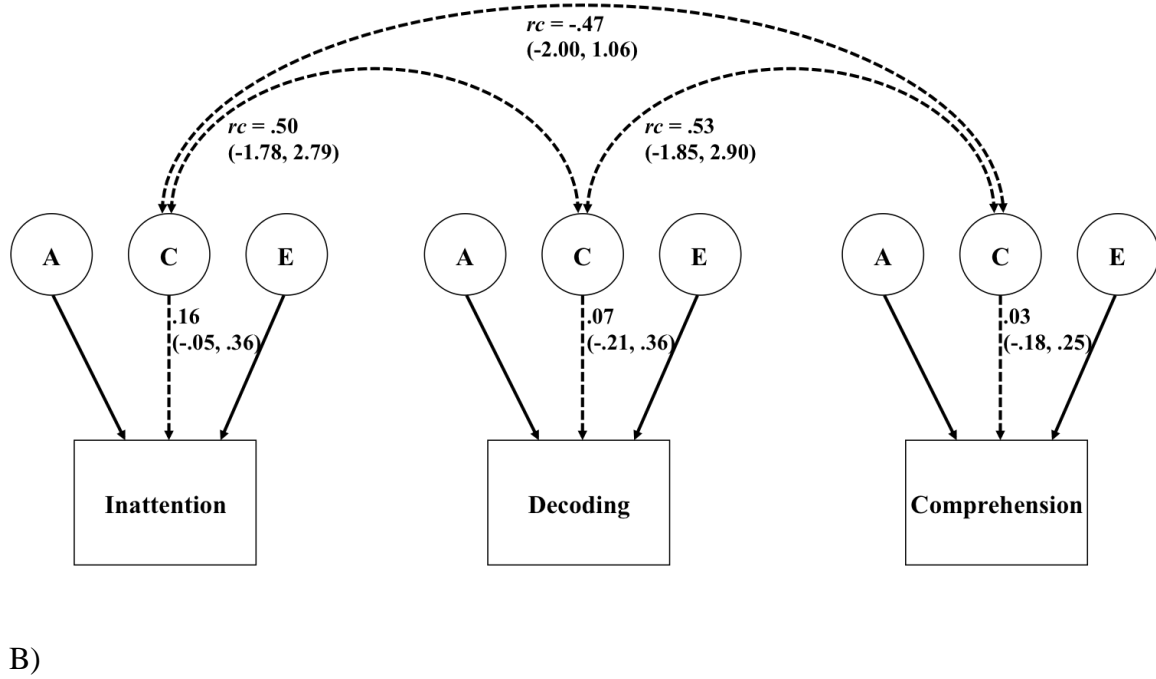 rc = -.47
(-2.00, 1.06)
rc = .50
(-1.78, 2.79)
rc = .53
(-1.85, 2.90)
A C E A C E A C E
.16
(-.05, .36)
.07
(-.21, .36)
.03
(-.18, .25)
Inattention Decoding Comprehension
B)